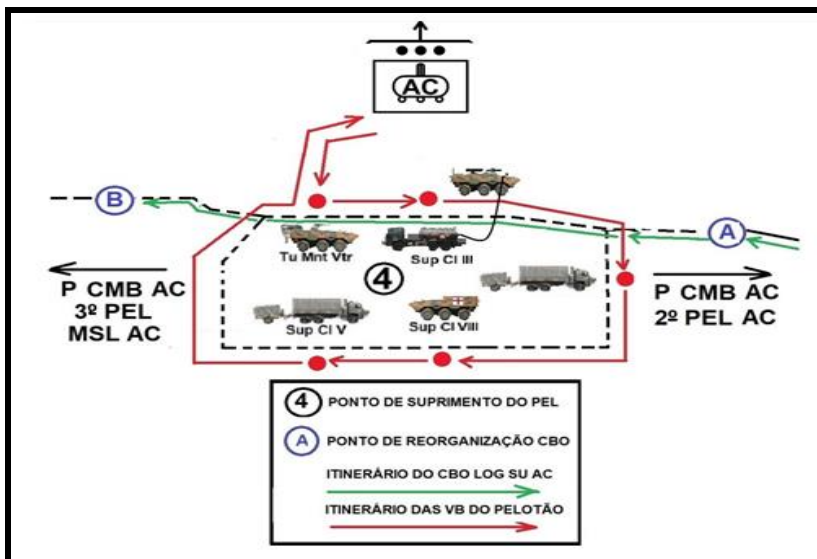 AC
B
A
Tu Mnt Vtr
Sup Cl III
4
P CMB AC
3º PEL
MSL AC
P CMB AC
2º PEL AC
Sup Cl V
Sup Cl VIII
4 PONTO DE SUPRIMENTO DO PEL
A PONTO DE REORGANIZAÇÃO CBO
ITINERÁRIO DO CBO LOG SU AC
ITINERÁRIO DAS VB DO PELOTÃO